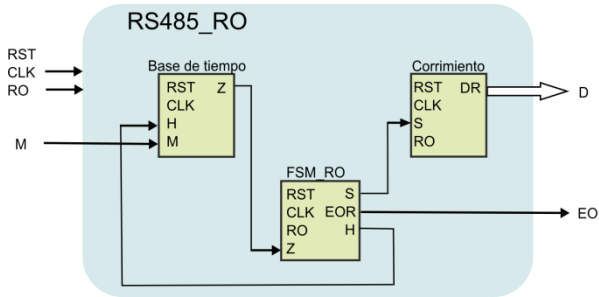 RS485_RO
RST
CLK
RO
M
Base de tiempo
RST Z
CLK
H
M
Corrimiento
RST DR
CLK
S
RO
D
FSM_RO
RST S
CLK EOR
RO H
Z
EO